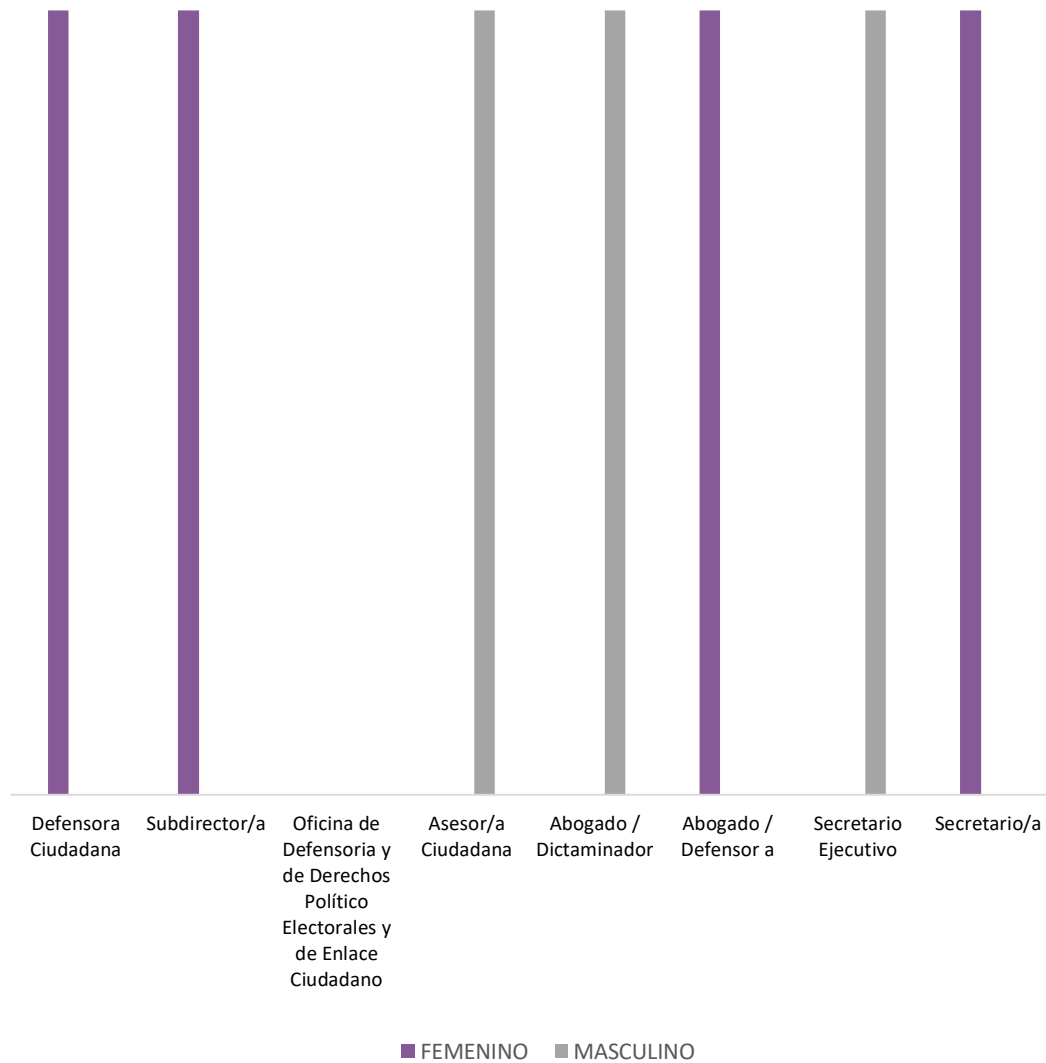 Defensora
Ciudadana
Subdirector/a
Oficina de
Defensoria y
de Derechos
Político
Electorales y
de Enlace
Ciudadano
Asesor/a
Ciudadana
Abogado /
Dictaminador
Abogado /
Defensor a
Secretario
Ejecutivo
Secretario/a
FEMENINO MASCULINO